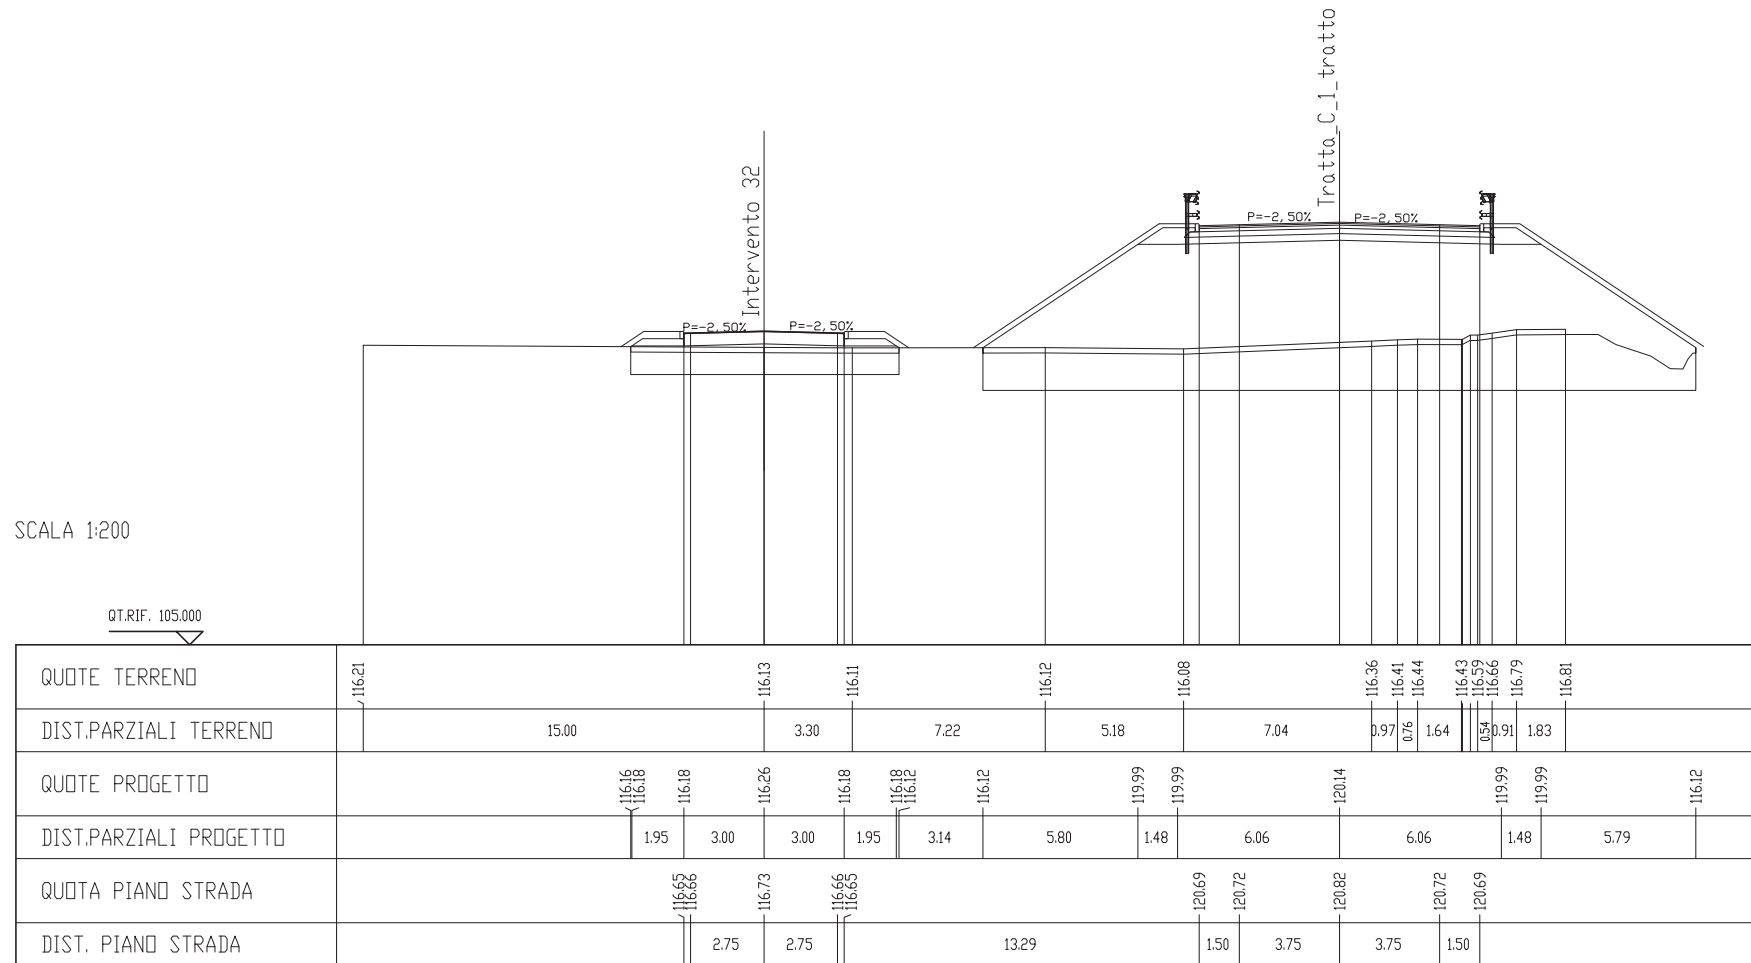 Tratta_C_1_tratto
Intervento 32
P=-2,50% P=-2,50%
P=-2,50% P=-2,50%
SCALA 1:200
QT.RIF. 105.000
QUOTE TERRENO 116.21 116.13 116.11 116.12 116.08 116.36 116.41 116.44 116.43 116.59 116.66 116.79 116.81
DIST.PARZIALI TERRENO 15.00 3.30 7.22 5.18 7.04 0.97 0.76 1.64 0.54 0.91 1.83
QUOTE PROGETTO 116.16 116.18 116.18 116.26 116.18 116.18 116.12 116.12 119.99 119.99 120.14 119.99 119.99 116.12
DIST.PARZIALI PROGETTO 1.95 3.00 3.00 1.95 3.14 5.80 1.48 6.06 6.06 1.48 5.79
QUOTA PIANO STRADA 116.65 116.66 116.73 116.66 116.65 120.69 120.72 120.82 120.72 120.69
DIST. PIANO STRADA 2.75 2.75 13.29 1.50 3.75 3.75 1.50